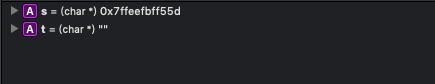 A s = (char *) 0x7ffeefbff55d
A t = (char *) ""